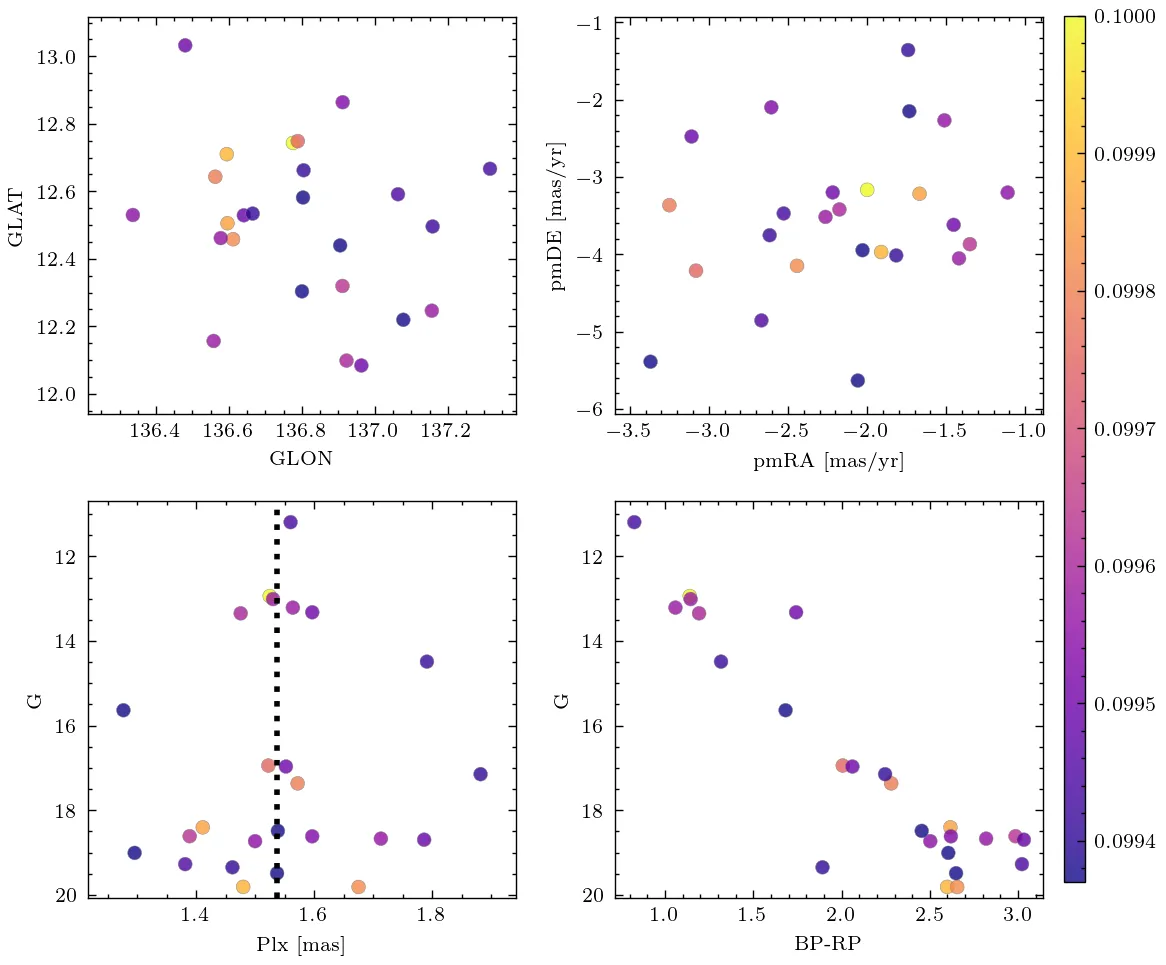 13.0
12.8
12.6
12.4
12.2
12.0
GLAT
136.4 136.6 136.8 137.0 137.2
GLON
−1
−2
−3
−4
−5
−6
pmDE [mas/yr]
−3.5 −3.0 −2.5 −2.0 −1.5 −1.0
pmRA [mas/yr]
12
14
16
18
20
G
1.4 1.6 1.8
Plx [mas]
12
14
16
18
20
G
1.0 1.5 2.0 2.5 3.0
BP-RP
0.1000
0.0999
0.0998
0.0997
0.0996
0.0995
0.0994